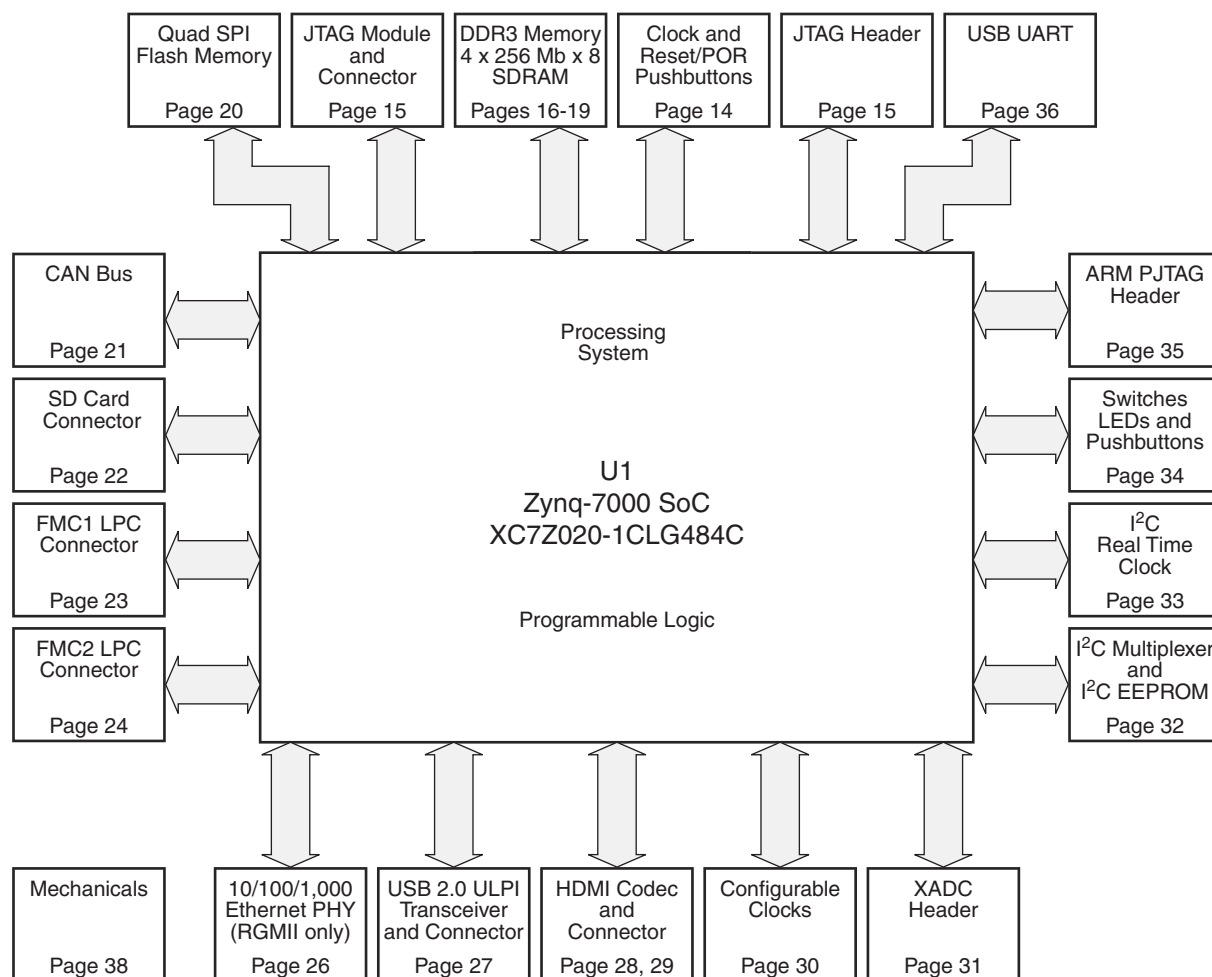 Quad SPI
Flash Memory
Page 20
JTAG Module
and
Connector
Page 15
DDR3 Memory
4 x 256 Mb x 8
SDRAM
Pages 16-19
Clock and
Reset/POR
Pushbuttons
Page 14
JTAG Header
Page 15
USB UART
Page 36
CAN Bus
Page 21
SD Card
Connector
Page 22
FMC1 LPC
Connector
Page 23
FMC2 LPC
Connector
Page 24
Processing
System
U1
Zynq-7000 SoC
XC7Z020-1CLG484C
Programmable Logic
ARM PJTAG
Header
Page 35
Switches
LEDs and
Pushbuttons
Page 34
I²C
Real Time
Clock
Page 33
I²C Multiplexer
and
I²C EEPROM
Page 32
Mechanicals
Page 38
10/100/1,000
Ethernet PHY
(RGMII only)
Page 26
USB 2.0 ULPI
Transceiver
and Connector
Page 27
HDMI Codec
and
Connector
Page 28, 29
Configurable
Clocks
Page 30
XADC
Header
Page 31